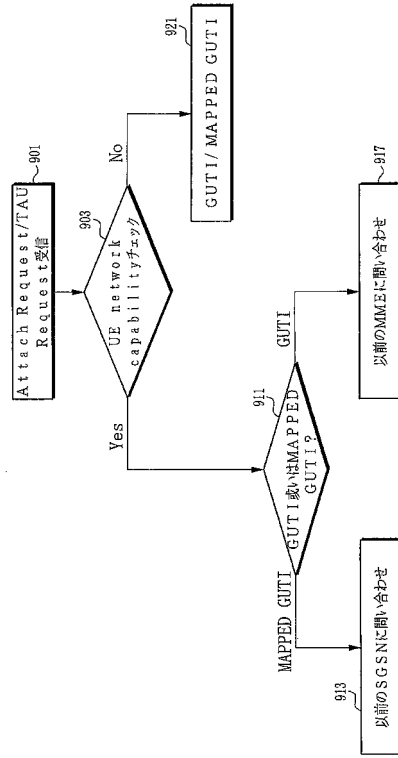 901
Attach Request/TAU
Request受信
903
UE network
capabilityチェック
No
921
GUTI/MAPPED GUTI
Yes
911
GUTI或いはMAPPED
GUTI?
MAPPED GUTI
913
以前のSGSNに問い合わせ
GUTI
917
以前のMMEに問い合わせ